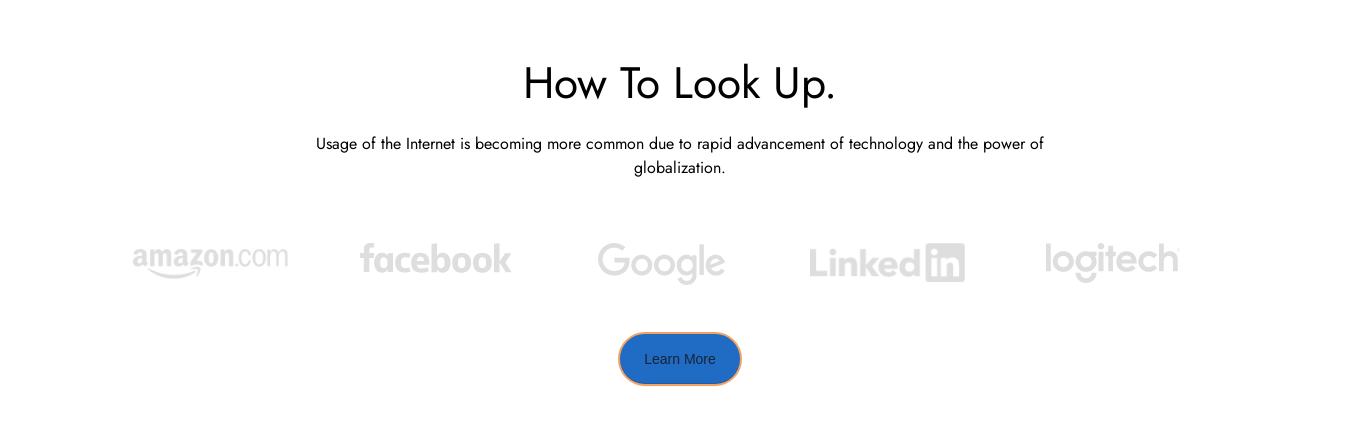 How To Look Up.
Usage of the Internet is becoming more common due to rapid advancement of technology and the power of
globalization.
amazon.com facebook Google Linkedin logitech
Learn More